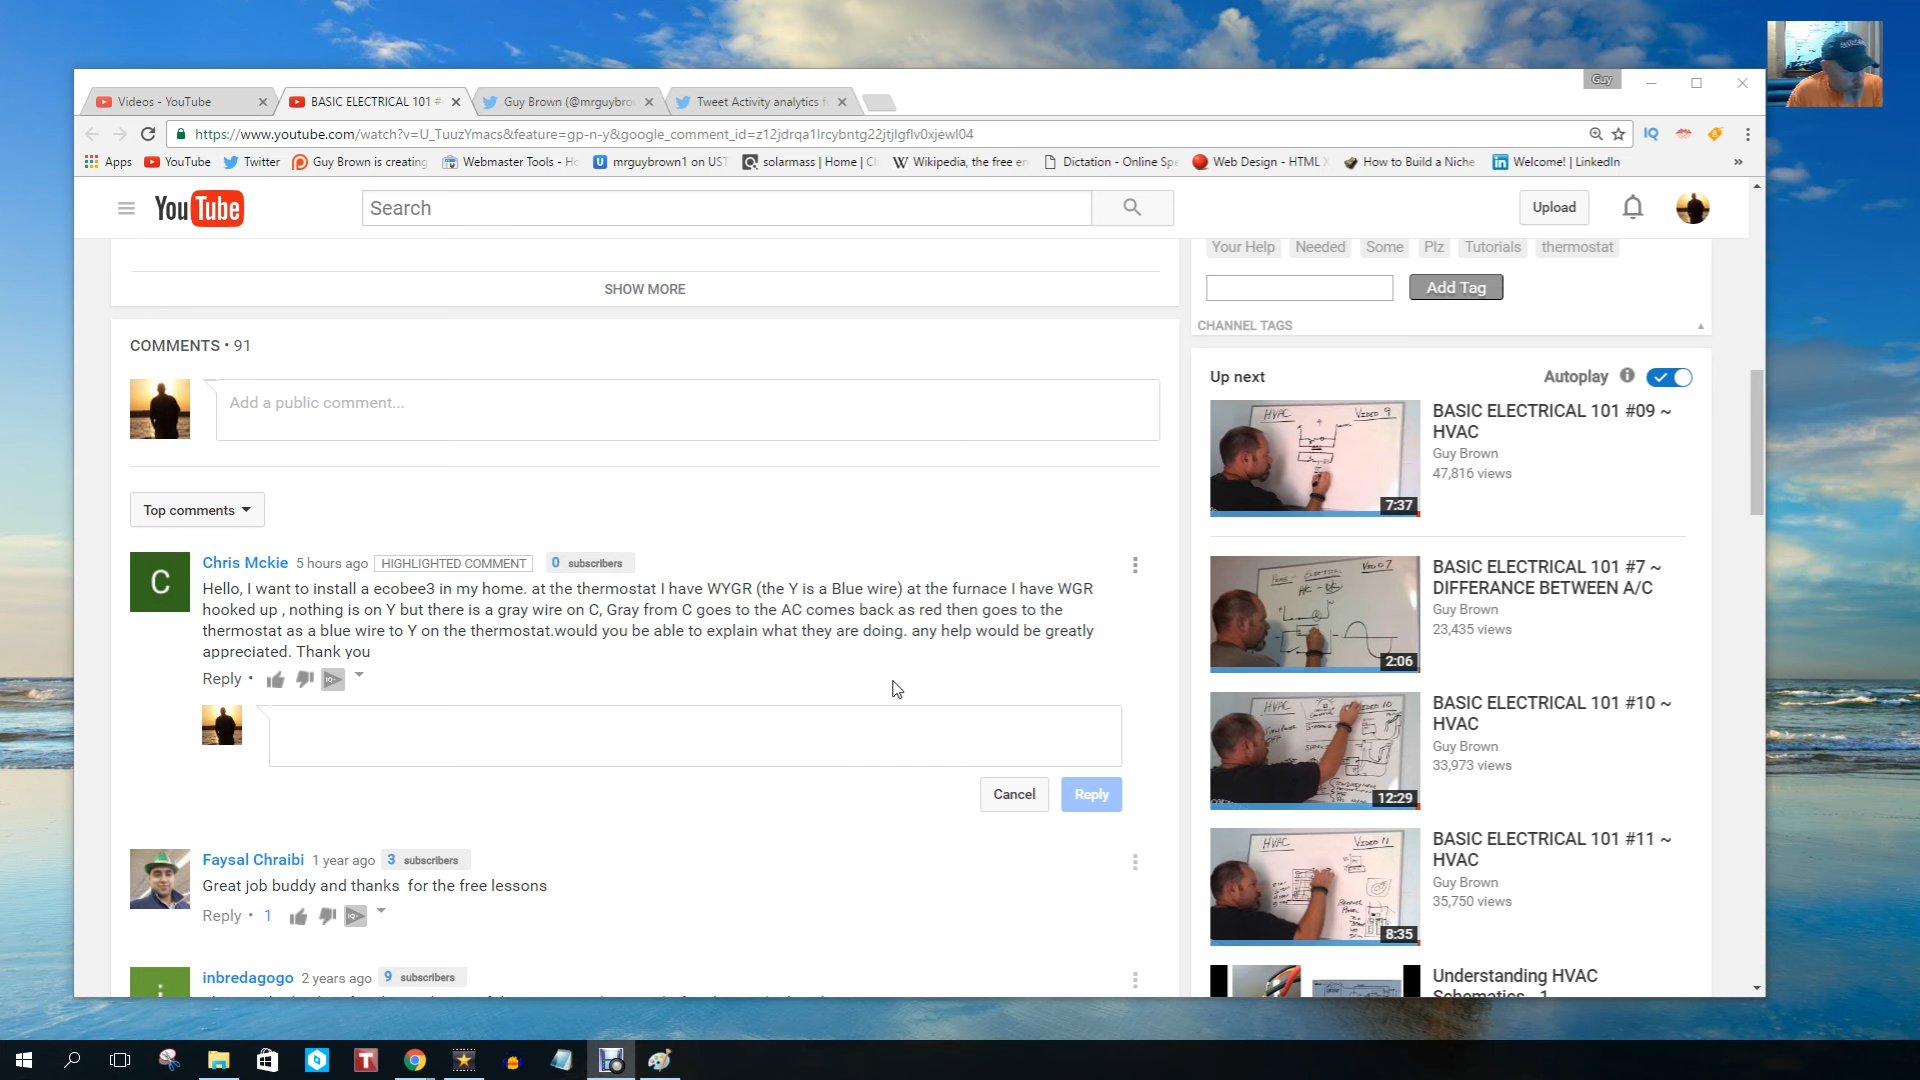 Guy
Videos - YouTube
BASIC ELECTRICAL 101 #
Guy Brown (@mrguybro
Tweet Activity analytics f
https://www.youtube.com/watch?v=U_TuuzYmacs&feature=gp-n-y&google_comment_id=z12jdrqa1lrcybntg22jtjlgflv0xjewl04
IQ
Apps YouTube Twitter Guy Brown is creating Webmaster Tools - Ho mrguybrown1 on UST solarmass | Home | Cl Wikipedia, the free en Dictation - Online Spe Web Design - HTML X How to Build a Niche Welcome! | LinkedIn »
YouTube
Search
Upload
Your Help Needed Some Plz Tutorials thermostat
SHOW MORE
Add Tag
CHANNEL TAGS
COMMENTS • 91
Add a public comment...
Top comments
C
Chris Mckie 5 hours ago HIGHLIGHTED COMMENT 0 subscribers
Hello, I want to install a ecobee3 in my home. at the thermostat I have WYGR (the Y is a Blue wire) at the furnace I have WGR
hooked up , nothing is on Y but there is a gray wire on C, Gray from C goes to the AC comes back as red then goes to the
thermostat as a blue wire to Y on the thermostat.would you be able to explain what they are doing. any help would be greatly
appreciated. Thank you
Reply •
Cancel
Reply
Faysal Chraibi 1 year ago 3 subscribers
Great job buddy and thanks for the free lessons
Reply • 1
i
inbredagogo 2 years ago 9 subscribers
Up next
Autoplay
HVAC VIDEO 9
7:37
BASIC ELECTRICAL 101 #09 ~
HVAC
Guy Brown
47,816 views
2:06
BASIC ELECTRICAL 101 #7 ~
DIFFERANCE BETWEEN A/C
Guy Brown
23,435 views
HVAC
12:29
BASIC ELECTRICAL 101 #10 ~
HVAC
Guy Brown
33,973 views
HVAC VIDEO 11
8:35
BASIC ELECTRICAL 101 #11 ~
HVAC
Guy Brown
35,750 views
Understanding HVAC
Schematics 1